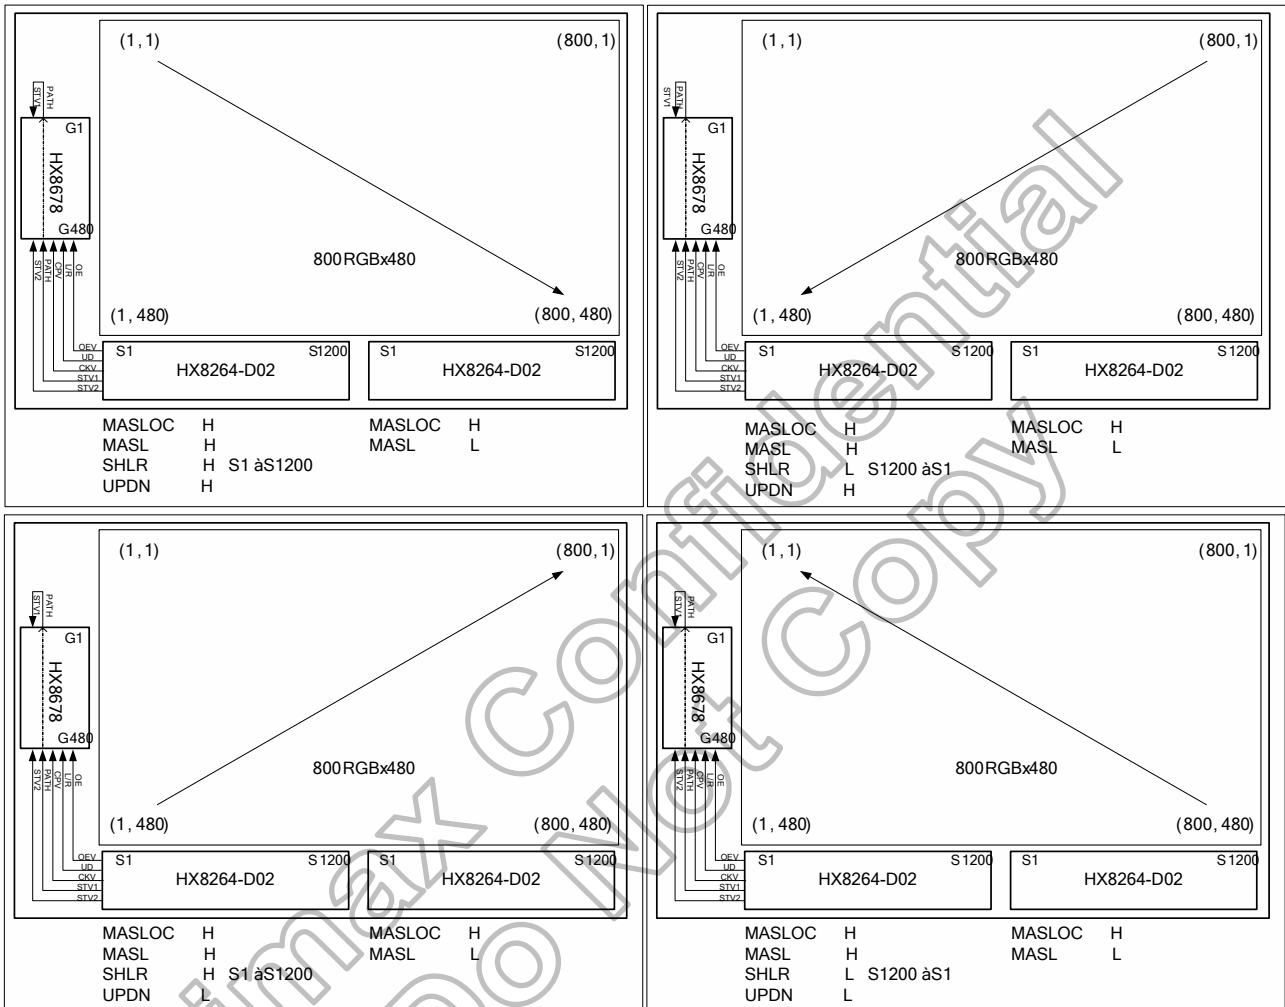 (1, 1) (800, 1)
STV1
PATH
G1
HX8678
G480
800RGBx480
STV2
PATH
CPV
L/R
OE
(1, 480) (800, 480)
OEV
UD
CKV
STV1
STV2
S1 S1200
HX8264-D02
S1 S1200
HX8264-D02
MASLOC H MASLOC H
MASL H MASL L
SHLR H S1 àS1200
UPDN H
(1, 1) (800, 1)
STV1
PATH
G1
HX8678
G480
800RGBx480
STV2
PATH
CPV
L/R
OE
(1, 480) (800, 480)
OEV
UD
CKV
STV1
STV2
S1 S1200
HX8264-D02
S1 S1200
HX8264-D02
MASLOC H MASLOC H
MASL H MASL L
SHLR L S1200 àS1
UPDN H
(1, 1) (800, 1)
STV1
PATH
G1
HX8678
G480
800RGBx480
STV2
PATH
CPV
L/R
OE
(1, 480) (800, 480)
OEV
UD
CKV
STV1
STV2
S1 S1200
HX8264-D02
S1 S1200
HX8264-D02
MASLOC H MASLOC H
MASL H MASL L
SHLR H S1 àS1200
UPDN L
(1, 1) (800, 1)
STV1
PATH
G1
HX8678
G480
800RGBx480
STV2
PATH
CPV
L/R
OE
(1, 480) (800, 480)
OEV
UD
CKV
STV1
STV2
S1 S1200
HX8264-D02
S1 S1200
HX8264-D02
MASLOC H MASLOC H
MASL H MASL L
SHLR L S1200 àS1
UPDN L
imax Confidential
Do Not Copy